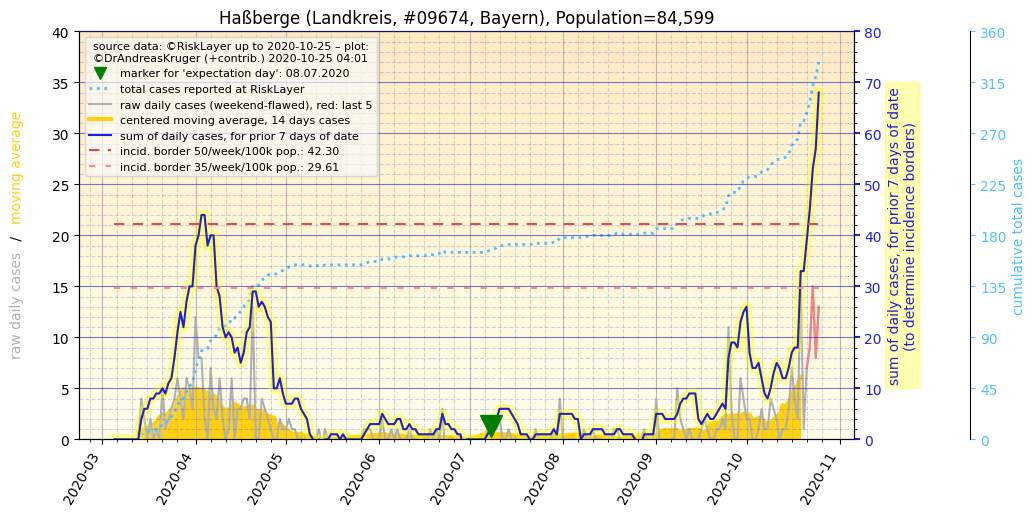 Haßberge (Landkreis, #09674, Bayern), Population=84,599
source data: ©RiskLayer up to 2020-10-25 – plot:
©DrAndreasKruger (+contrib.) 2020-10-25 04:01
marker for 'expectation day': 08.07.2020
total cases reported at RiskLayer
raw daily cases (weekend-flawed), red: last 5
centered moving average, 14 days cases
sum of daily cases, for prior 7 days of date
incid. border 50/week/100k pop.: 42.30
incid. border 35/week/100k pop.: 29.61
raw daily cases / moving average
40
35
30
25
20
15
10
5
0
80
70
60
50
40
30
20
10
0
sum of daily cases, for prior 7 days of date
(to determine incidence borders)
360
315
270
225
180
135
90
45
0
cumulative total cases
2020-03
2020-04
2020-05
2020-06
2020-07
2020-08
2020-09
2020-10
2020-11